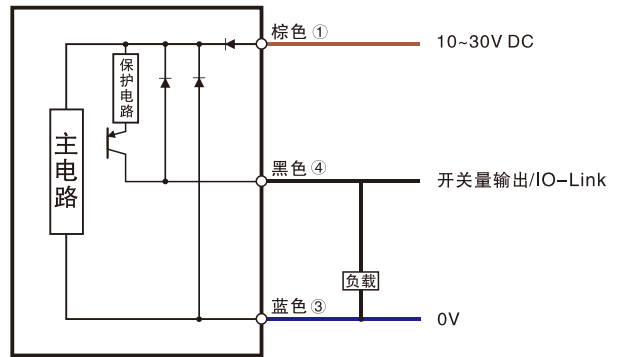 棕色 ①
10~30V DC
保护电路
主电路
黑色 ④
开关量输出/IO-Link
负载
蓝色 ③
0V